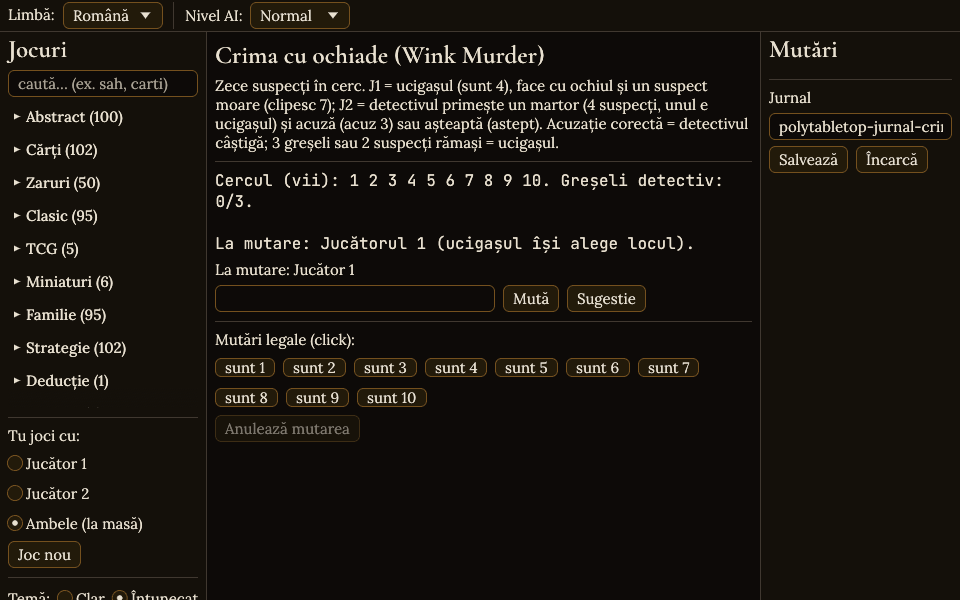 Limbă: Română Nivel AI: Normal
Jocuri
caută... (ex. sah, carti)
Abstract (100)
Cărți (102)
Zaruri (50)
Clasic (95)
TCG (5)
Miniaturi (6)
Familie (95)
Strategie (102)
Deducție (1)
Tu joci cu:
Jucător 1
Jucător 2
Ambele (la masă)
Joc nou
Temă: Clar Întunecat
Crima cu ochiade (Wink Murder)
Zece suspecți în cerc. J1 = ucigașul (sunt 4), face cu ochiul și un suspect
moare (clipesc 7); J2 = detectivul primește un martor (4 suspecți, unul e
ucigașul) și acuză (acuz 3) sau așteaptă (astept). Acuzație corectă = detectivul
câștigă; 3 greșeli sau 2 suspecți rămași = ucigașul.
Cercul (vii): 1 2 3 4 5 6 7 8 9 10. Greșeli detectiv:
0/3.
La mutare: Jucătorul 1 (ucigașul își alege locul).
La mutare: Jucător 1
Mută Sugestie
Mutări legale (click):
sunt 1 sunt 2 sunt 3 sunt 4 sunt 5 sunt 6 sunt 7
sunt 8 sunt 9 sunt 10
Anulează mutarea
Mutări
Jurnal
polytabletop-jurnal-cri
Salvează Încarcă